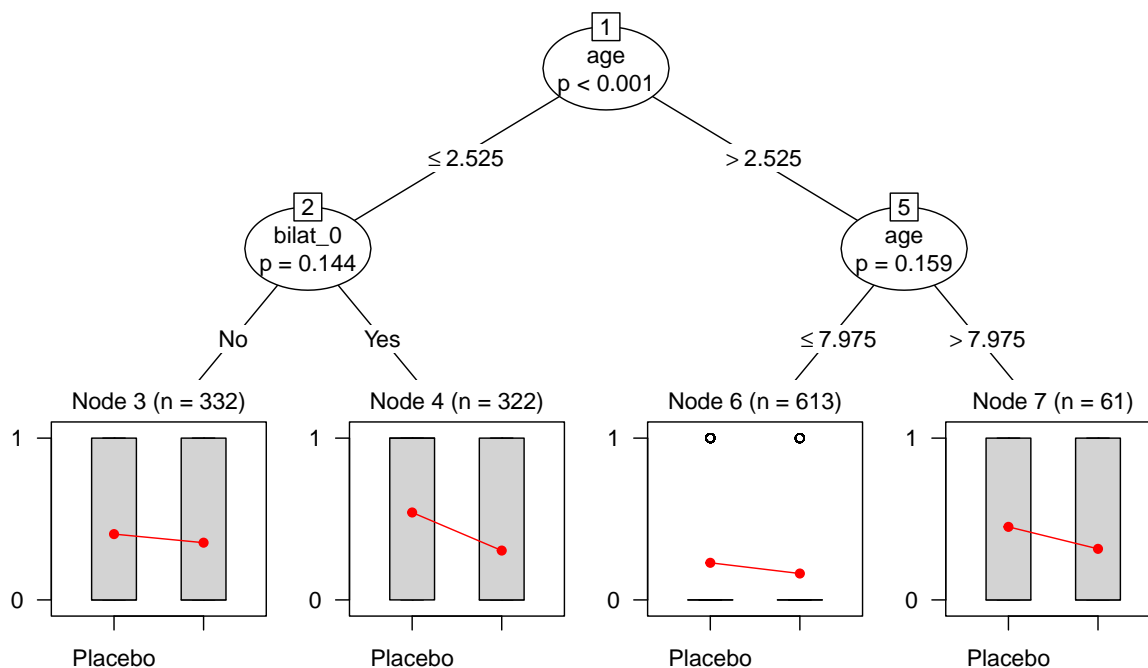 1
age
p < 0.001
≤ 2.525
> 2.525
2
bilat_0
p = 0.144
5
age
p = 0.159
No
Yes
≤ 7.975
> 7.975
Node 3 (n = 332)
Node 4 (n = 322)
Node 6 (n = 613)
Node 7 (n = 61)
1
1
1
1
0
0
0
0
Placebo
Placebo
Placebo
Placebo